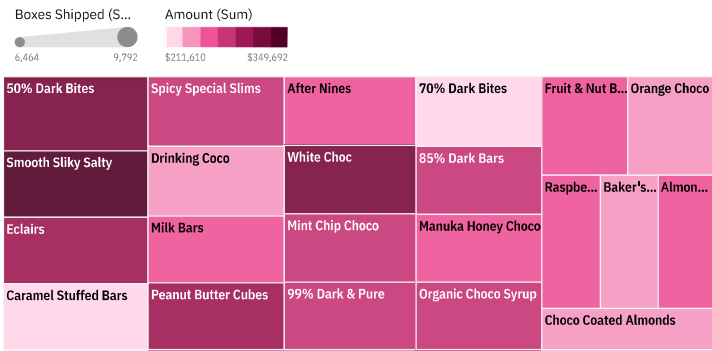 Boxes Shipped (S...
Amount (Sum)
6,464
9,792
$211,610
$349,692
50% Dark Bites
Spicy Special Slims
After Nines
70% Dark Bites
Fruit & Nut B...
Orange Choco
Smooth Sliky Salty
Drinking Coco
White Choc
85% Dark Bars
Raspbe...
Baker's...
Almon...
Eclairs
Milk Bars
Mint Chip Choco
Manuka Honey Choco
Caramel Stuffed Bars
Peanut Butter Cubes
99% Dark & Pure
Organic Choco Syrup
Choco Coated Almonds